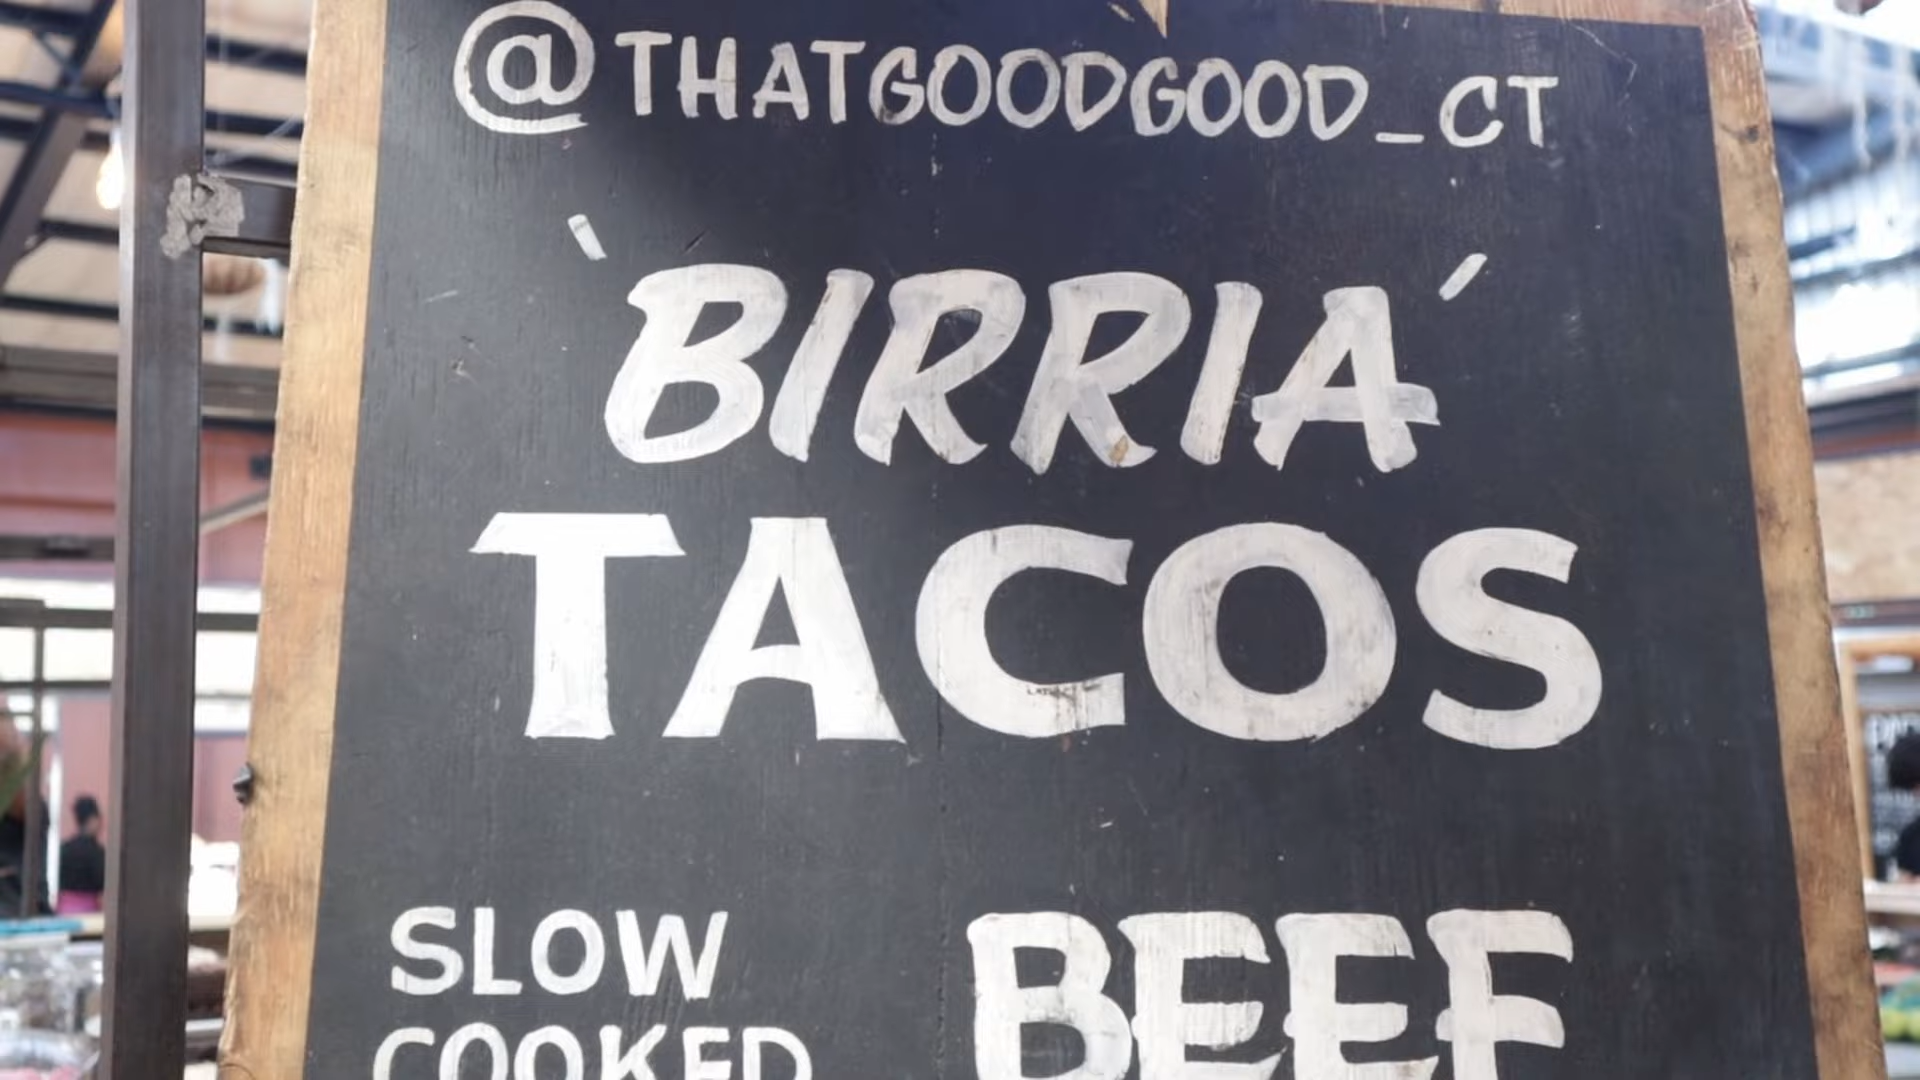 @THATGOODGOOD_CT
'BIRRIA'
TACOS
SLOW BEEF
COOKED